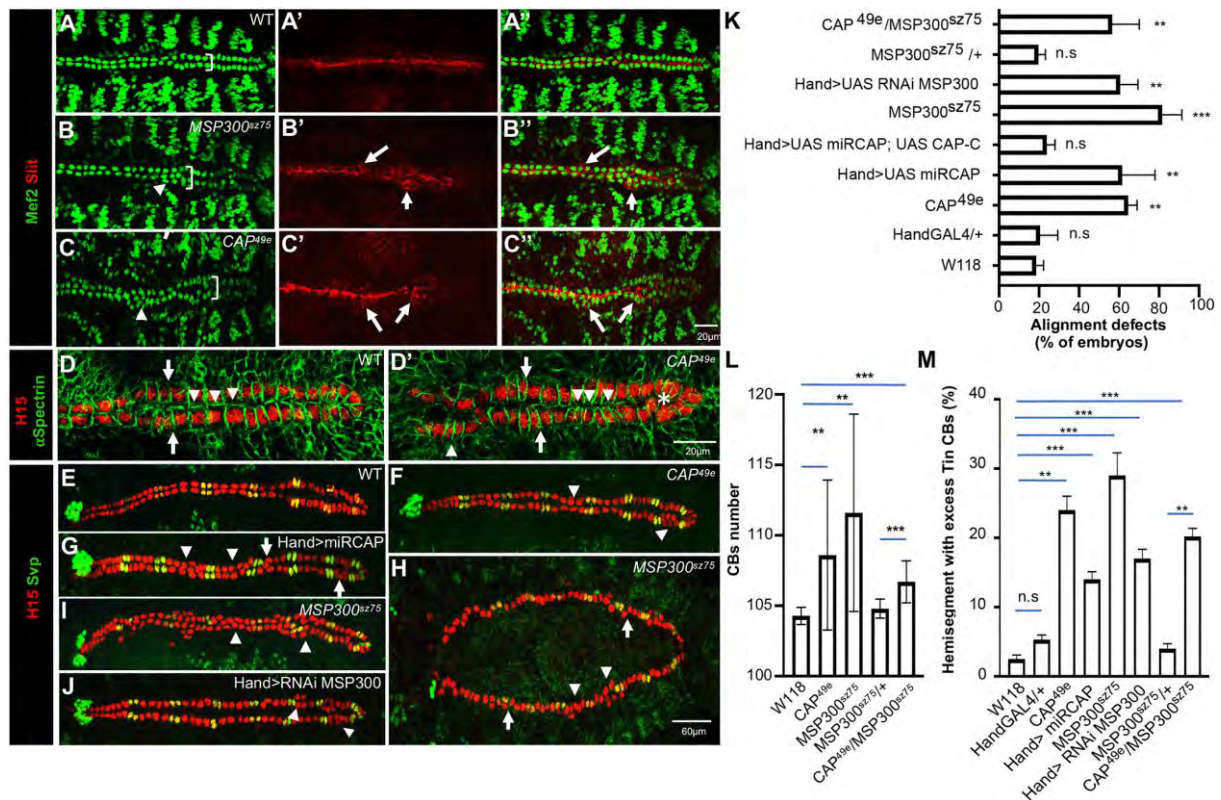 Mef2 Slit
A
WT
A'
A''
B
MSP300sz75
B'
B''
C
CAP49e
C'
C''
20μm
H15
αSpectrin
D
WT
D'
CAP49e
*
20μm
H15 Svp
E
WT
F
CAP49e
G
Hand>miRCAP
H
MSP300sz75
I
MSP300sz75
J
Hand>RNAi MSP300
60μm
K
CAP 49e/MSP300sz75
**
MSP300sz75 /+
n.s
Hand>UAS RNAi MSP300
**
MSP300sz75
***
Hand>UAS miRCAP; UAS CAP-C
n.s
Hand>UAS miRCAP
**
CAP49e
**
HandGAL4/+
n.s
W118
0 20 40 60 80 100
Alignment defects
(% of embryos)
L
CBs number
120
115
110
105
100
***
**
**
***
W118
CAP49e
MSP300sz75
MSP300sz75/+
CAP49e/MSP300sz75
M
Hemisegment with excess Tin CBs (%)
40
30
20
10
0
***
***
***
***
**
**
n.s
W118
HandGAL4/+
CAP49e
Hand> miRCAP
MSP300sz75
Hand> RNAi MSP300
MSP300sz75/+
CAP49e/MSP300sz75